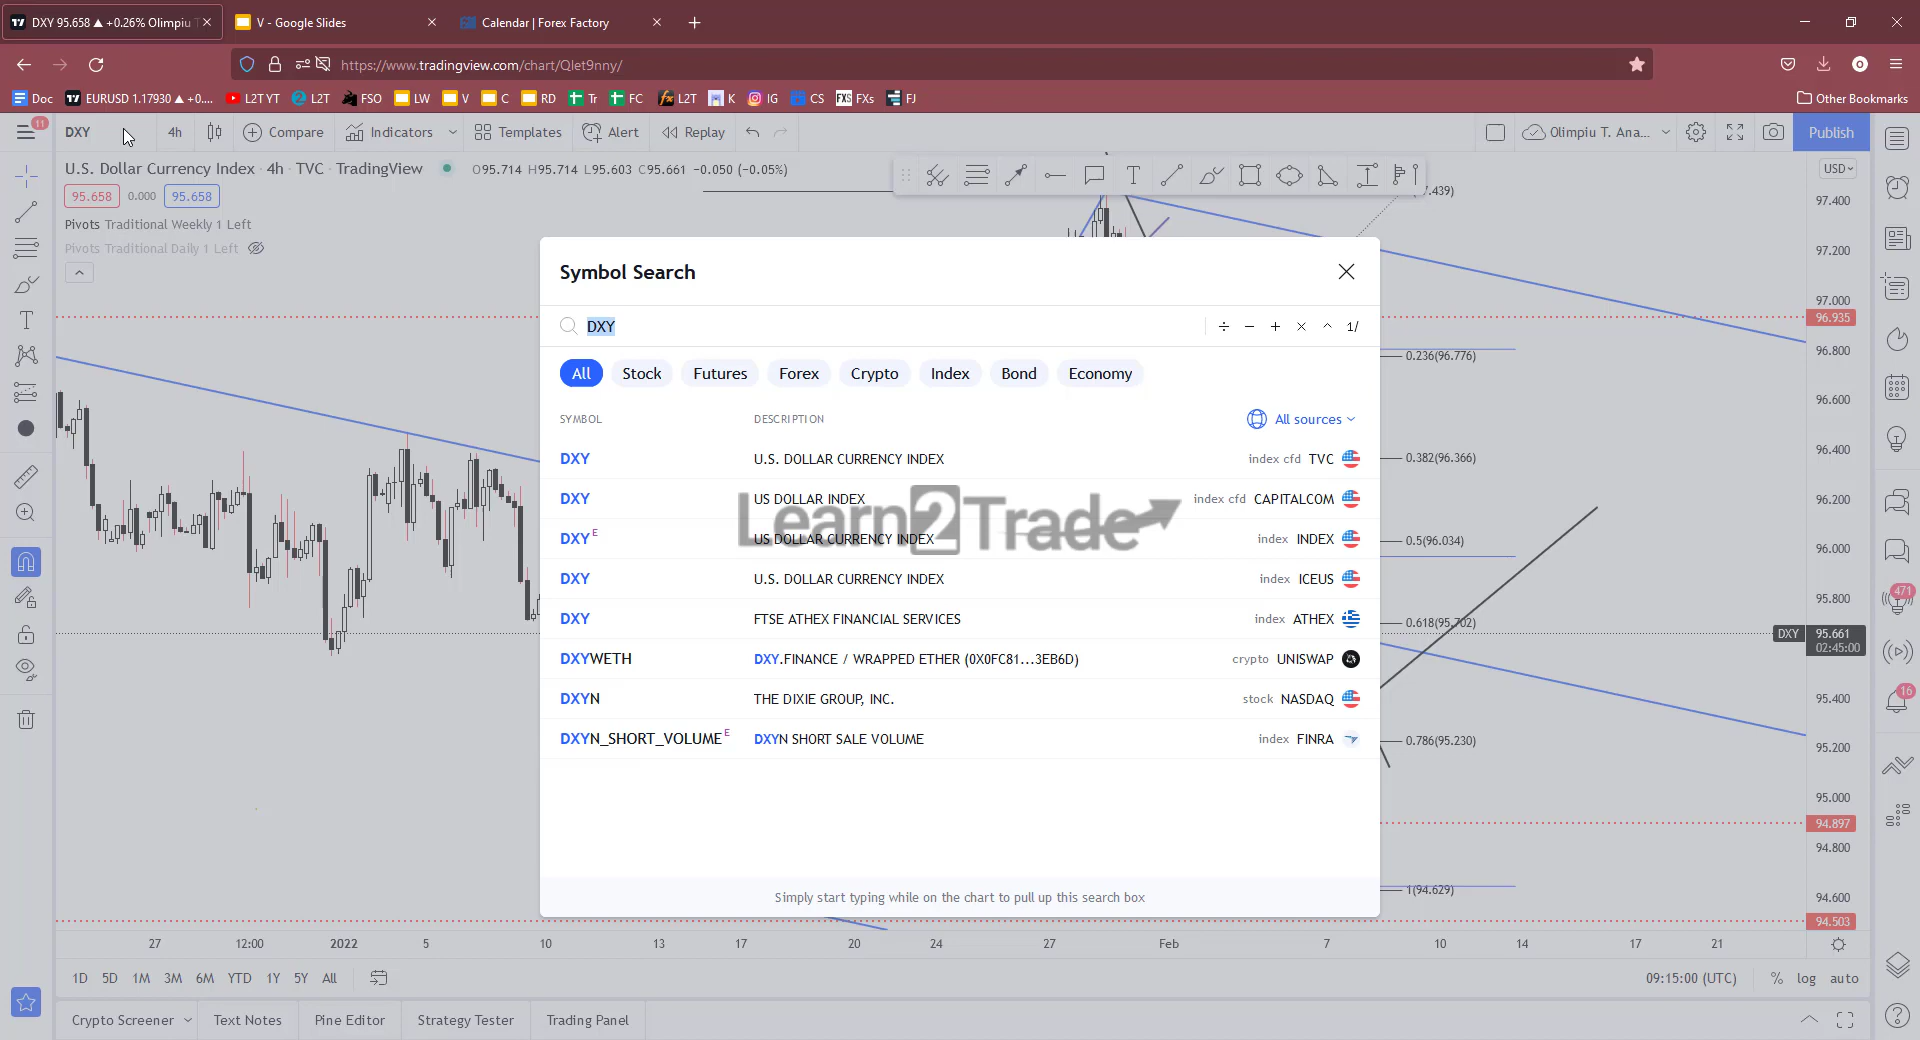 DXY 95.658 ▲ +0.26% Olimpiu T
V - Google Slides
Calendar | Forex Factory
https://www.tradingview.com/chart/Qlet9nny/
Doc
EURUSD 1.17930 ▲ +0....
L2T YT
L2T
FSO
LW
V
C
RD
Tr
FC
L2T
K
IG
CS
FXS FXs
FJ
Other Bookmarks
11
DXY
4h
Compare
Indicators
Templates
Alert
Replay
Olimpiu T. Ana...
Publish
U.S. Dollar Currency Index · 4h · TVC · TradingView
O95.714 H95.714 L95.603 C95.661 −0.050 (−0.05%)
95.658 0.000 95.658
Pivots Traditional Weekly 1 Left
Pivots Traditional Daily 1 Left
USD
97.400
97.200
97.000
96.935
96.800
96.600
96.400
96.200
96.000
95.800
DXY 95.661
02:45:00
95.400
95.200
95.000
94.897
94.800
94.600
94.503
7.439)
0.236(96.776)
0.382(96.366)
0.5(96.034)
0.618(95.702)
0.786(95.230)
1(94.629)
Symbol Search
DXY
÷ − + × ^ 1/
All Stock Futures Forex Crypto Index Bond Economy
SYMBOL DESCRIPTION All sources
DXY U.S. DOLLAR CURRENCY INDEX index cfd TVC
DXY US DOLLAR INDEX index cfd CAPITALCOM
DXY E US DOLLAR CURRENCY INDEX index INDEX
DXY U.S. DOLLAR CURRENCY INDEX index ICEUS
DXY FTSE ATHEX FINANCIAL SERVICES index ATHEX
DXYWETH DXY.FINANCE / WRAPPED ETHER (0X0FC81...3EB6D) crypto UNISWAP
DXYN THE DIXIE GROUP, INC. stock NASDAQ
DXYN_SHORT_VOLUME E DXYN SHORT SALE VOLUME index FINRA
Learn2Trade
Simply start typing while on the chart to pull up this search box
471
16
27 12:00 2022 5 10 13 17 20 24 27 Feb 7 10 14 17 21
1D 5D 1M 3M 6M YTD 1Y 5Y All
09:15:00 (UTC) % log auto
Crypto Screener
Text Notes
Pine Editor
Strategy Tester
Trading Panel